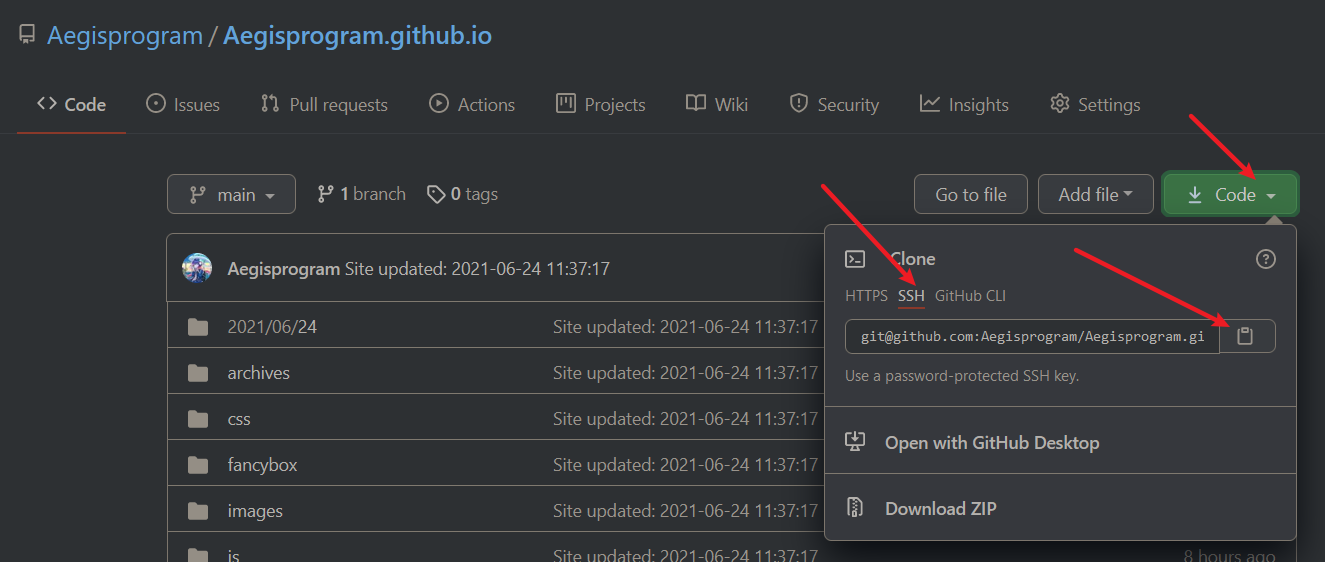 Aegisprogram / Aegisprogram.github.io
Code Issues Pull requests Actions Projects Wiki Security Insights Settings
main 1 branch 0 tags Go to file Add file Code
Aegisprogram Site updated: 2021-06-24 11:37:17
2021/06/24 Site updated: 2021-06-24 11:37:17
archives Site updated: 2021-06-24 11:37:17
css Site updated: 2021-06-24 11:37:17
fancybox Site updated: 2021-06-24 11:37:17
images Site updated: 2021-06-24 11:37:17
js Site updated: 2021-06-24 11:37:17 8 hours ago
Clone
HTTPS SSH GitHub CLI
git@github.com:Aegisprogram/Aegisprogram.gi
Use a password-protected SSH key.
Open with GitHub Desktop
Download ZIP